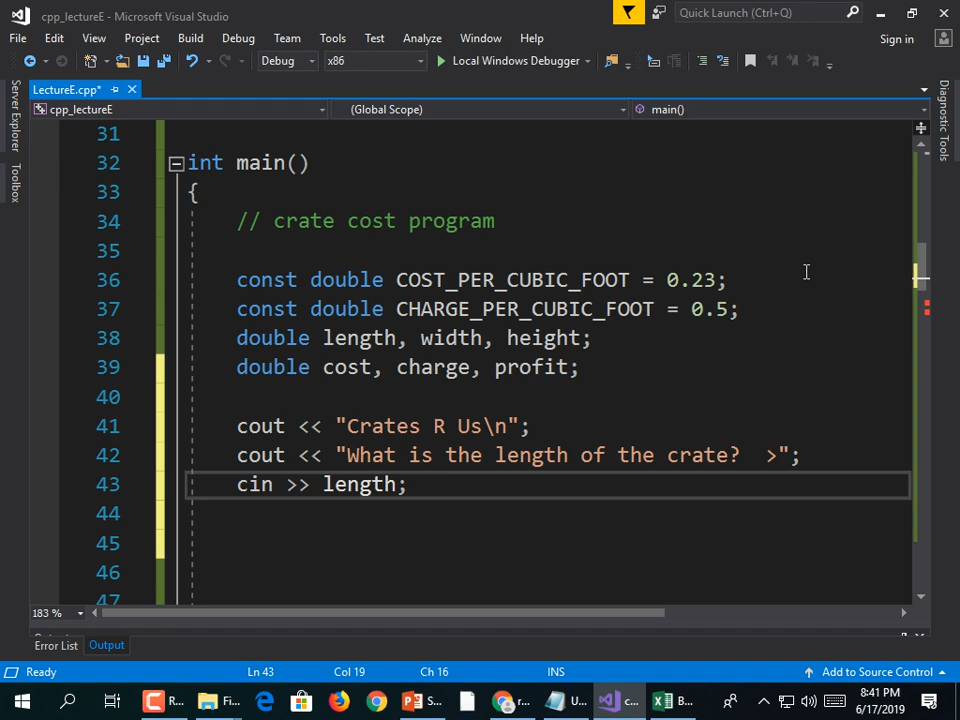 cpp_lectureE - Microsoft Visual Studio
Quick Launch (Ctrl+Q)
File Edit View Project Build Debug Team Tools Test Analyze Window Help
Sign in
Debug x86 Local Windows Debugger
LectureE.cpp*
cpp_lectureE (Global Scope) main()
Server Explorer
Toolbox
Diagnostic Tools
31
32 int main()
33 {
34 // crate cost program
35
36 const double COST_PER_CUBIC_FOOT = 0.23;
37 const double CHARGE_PER_CUBIC_FOOT = 0.5;
38 double length, width, height;
39 double cost, charge, profit;
40
41 cout << "Crates R Us\n";
42 cout << "What is the length of the crate?  >";
43 cin >> length;
44
45
46
47
183 %
Error List Output
Ready Ln 43 Col 19 Ch 16 INS Add to Source Control
R... Fi... S... r... U... c... B...
8:41 PM
6/17/2019